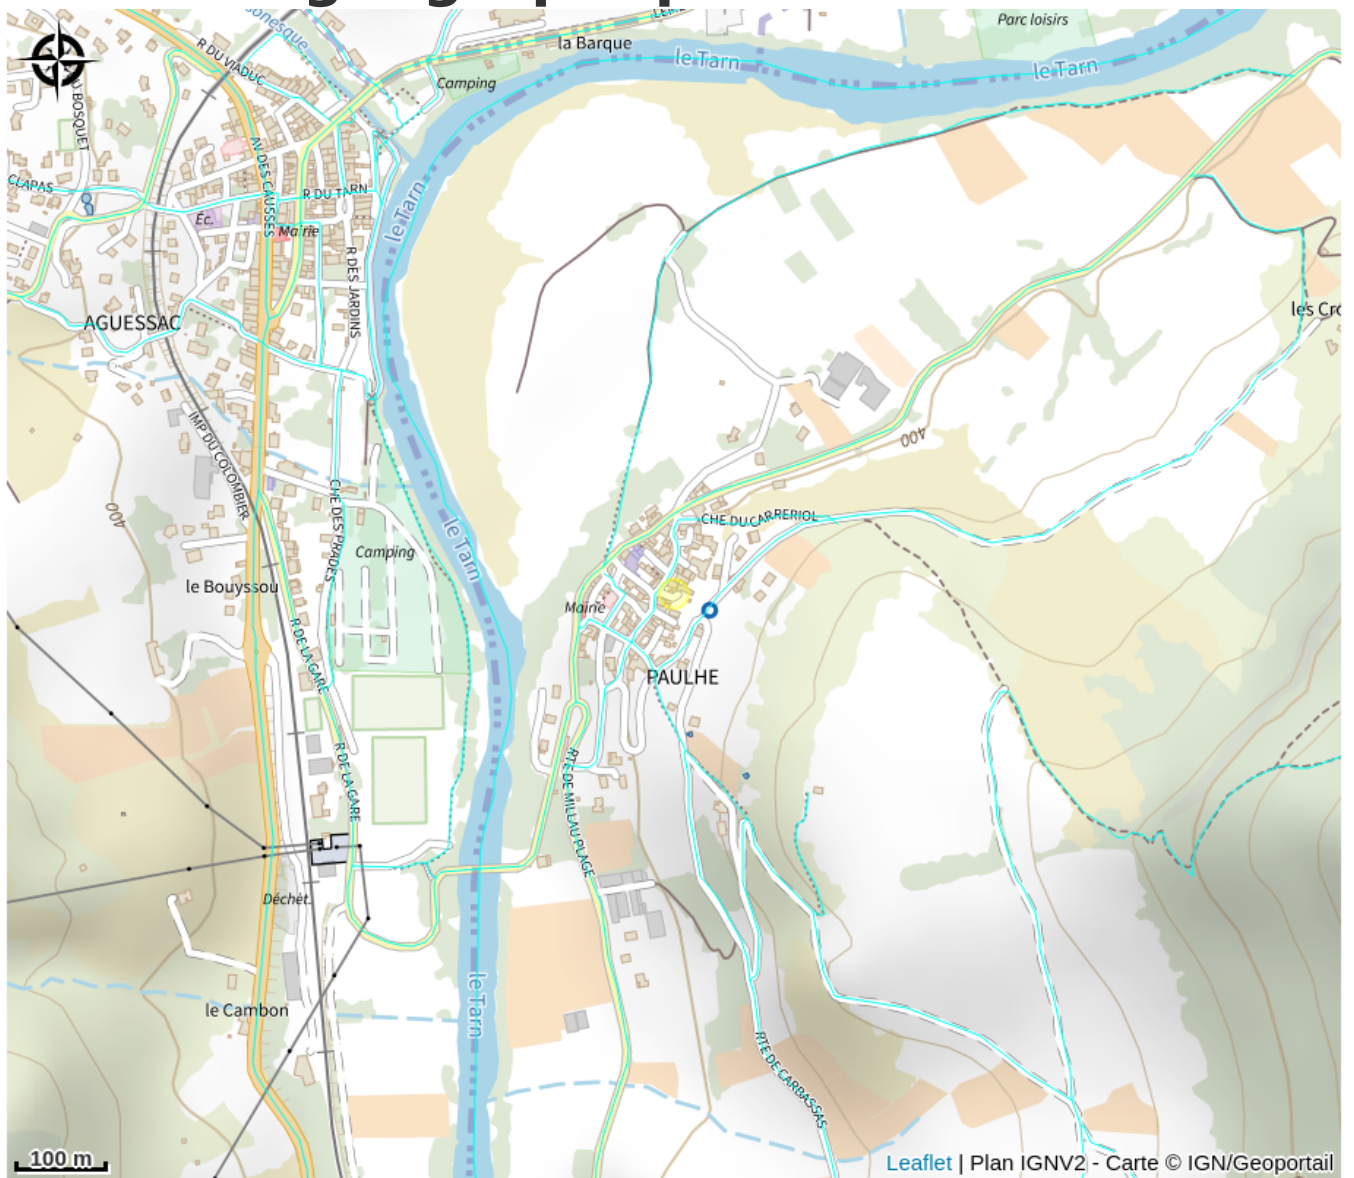 Parc loisirs
la Barque
le Tarn
le Tarn
R DU VIADUC
Camping
BOSQUET
AV DES CAUSSES
CLAPAS
R DU TARN
le Tarn
Éc.
Mairie
R DES JARDINS
AGUESSAC
les Cro
IMP DU COLOMBIER
400
400
CHE DES PRADES
le Tarn
CHE DU CARRERIOL
Camping
le Bouyssou
Mairie
R DE LA GARE
PAULHE
R DE LA GARE
RTE DE MILLAU PLAGE
Déchèt.
le Cambon
le Tarn
RTE DE CARBASSAS
100 m
Leaflet | Plan IGNV2 - Carte © IGN/Geoportail